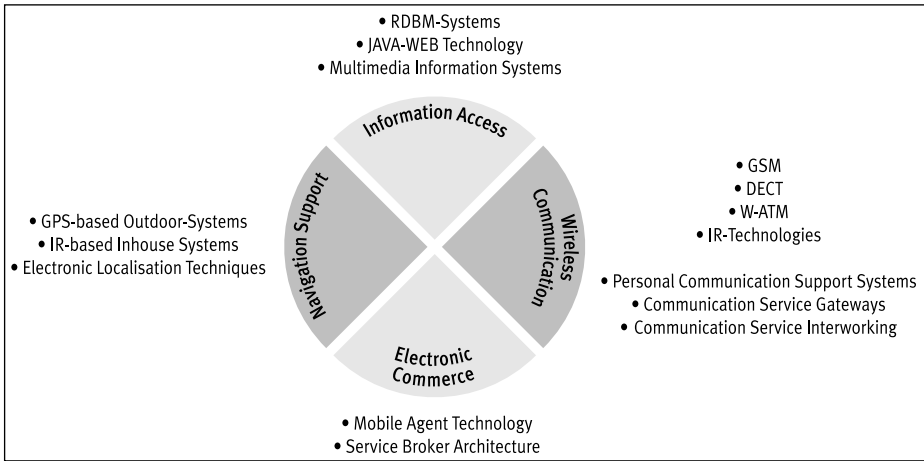 • RDBM-Systems
• JAVA-WEB Technology
• Multimedia Information Systems
Information Access
Navigation Support
• GPS-based Outdoor-Systems
• IR-based Inhouse Systems
• Electronic Localisation Techniques
Wireless
Communication
• GSM
• DECT
• W-ATM
• IR-Technologies
• Personal Communication Support Systems
• Communication Service Gateways
• Communication Service Interworking
Electronic
Commerce
• Mobile Agent Technology
• Service Broker Architecture